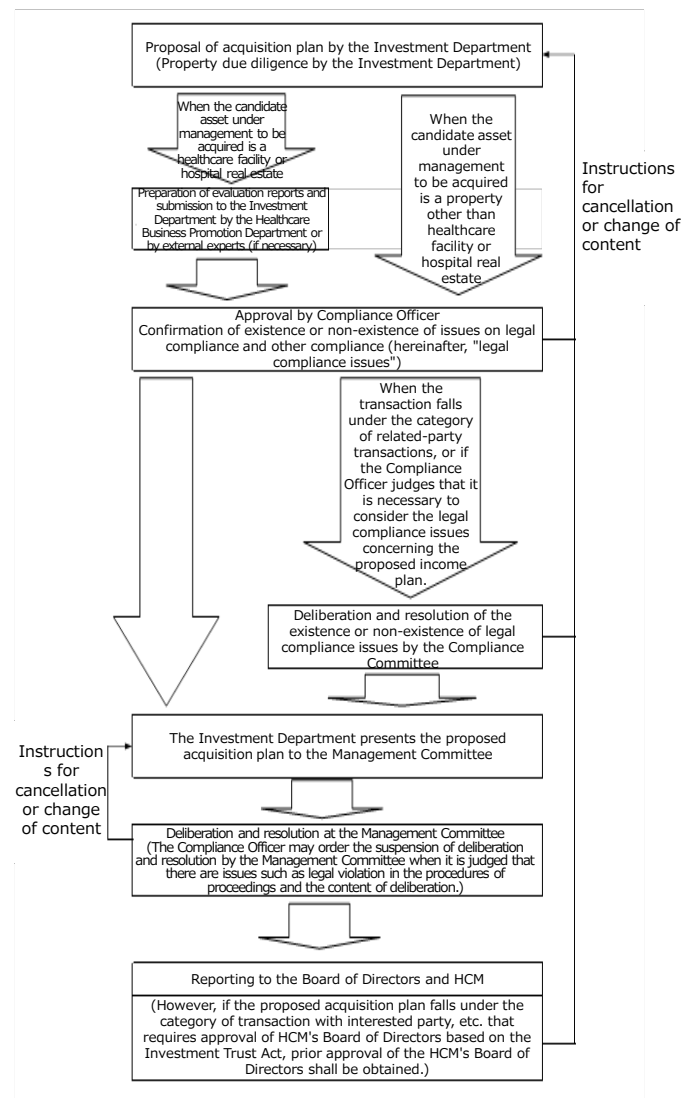 Proposal of acquisition plan by the Investment Department
(Property due diligence by the Investment Department)
When the candidate
asset under
management to be
acquired is a
healthcare facility or
hospital real estate
When the
candidate asset
under
management
to be acquired
is a property
other than
healthcare
facility or
hospital real
estate
Instructions
for
cancellation
or change of
content
Preparation of evaluation reports and
submission to the Investment
Department by the Healthcare
Business Promotion Department or
by external experts (if necessary)
Approval by Compliance Officer
Confirmation of existence or non-existence of issues on legal
compliance and other compliance (hereinafter, "legal
compliance issues")
When the
transaction falls
under the category
of related-party
transactions, or if
the Compliance
Officer judges that it
is necessary to
consider the legal
compliance issues
concerning the
proposed income
plan.
Deliberation and resolution of the
existence or non-existence of legal
compliance issues by the Compliance
Committee
The Investment Department presents the proposed
acquisition plan to the Management Committee
Instruction
s for
cancellation
or change
of content
Deliberation and resolution at the Management Committee
(The Compliance Officer may order the suspension of deliberation
and resolution by the Management Committee when it is judged that
there are issues such as legal violation in the procedures of
proceedings and the content of deliberation.)
Reporting to the Board of Directors and HCM
(However, if the proposed acquisition plan falls under the
category of transaction with interested party, etc. that
requires approval of HCM's Board of Directors based on the
Investment Trust Act, prior approval of the HCM's Board of
Directors shall be obtained.)